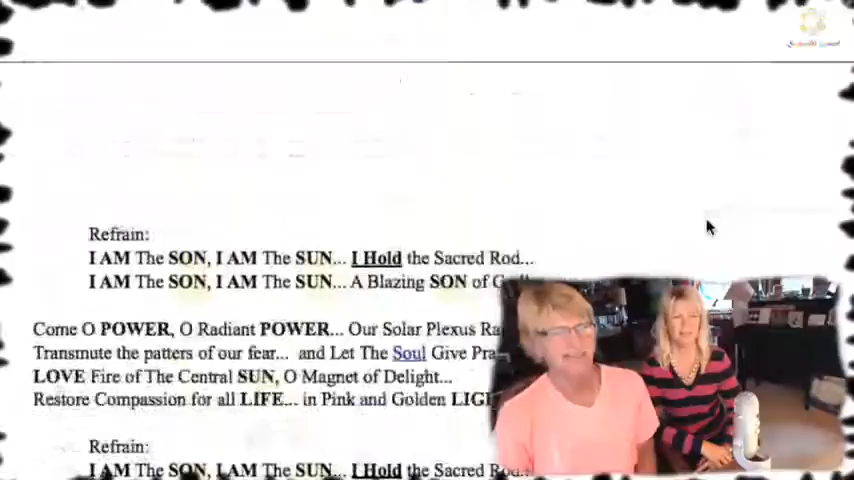 Refrain:
I AM The SON, I AM The SUN... I Hold the Sacred Rod...
I AM The SON, I AM The SUN... A Blazing SON of
Come O POWER, O Radiant POWER... Our Solar Plexus
Transmute the patters of our fear... and Let The Soul Give
LOVE Fire of The Central SUN, O Magnet of Delight...
Restore Compassion for all LIFE... in Pink and Golden
Refrain:
I AM The SON, I AM The SUN... I Hold the Sacred